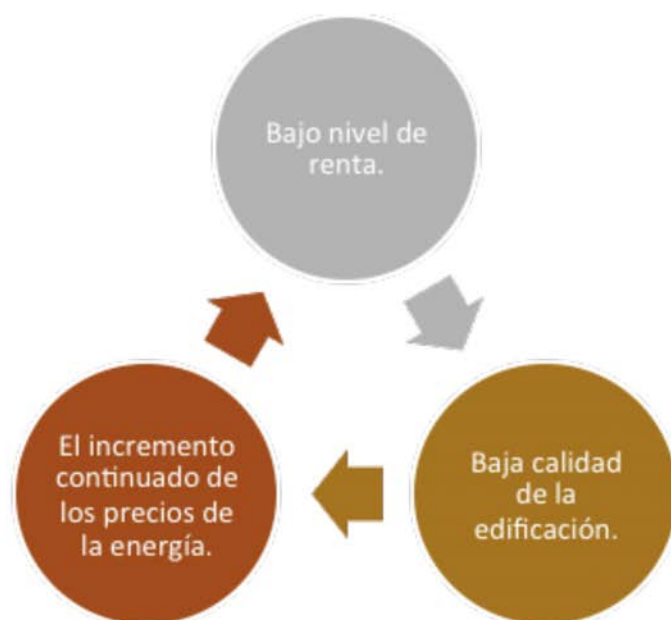 Bajo nivel de
renta.
El incremento
continuado de
los precios de
la energía.
Baja calidad
de la
edificación.